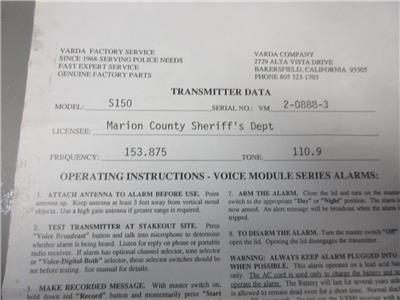 VARDA FACTORY SERVICE
SINCE 1968-SERVING POLICE NEEDS
FAST EXPERT SERVICE
GENUINE FACTORY PARTS
VARDA COMPANY
2729 ALTA VISTA DRIVE
BAKERSFIELD, CALIFORNIA 93305
PHONE 805 323-1703
TRANSMITTER DATA
MODEL: S150 SERIAL NO.: VM 2-0888-3
LICENSEE: Marion County Sheriff's Dept
FREQUENCY: 153.875 TONE: 110.9
OPERATING INSTRUCTIONS - VOICE MODULE SERIES ALARMS:
1. ATTACH ANTENNA TO ALARM BEFORE USE. Point
antenna up. Keep antenna at least 3 feet away from vertical metal
objects. Use a high gain antenna if greater range is required.
2. TEST TRANSMITTER AT STAKEOUT SITE. Press
"Voice Broadcast" button and talk into microphone to determine
whether alarm is being heard. Listen for reply on phone or portable
radio receiver. If alarm has optional channel selector, tone selector
or "Voice-Digital-Both" selector, these selector switches should be
set before testing. See manual for details.
3. MAKE RECORDED MESSAGE. With master switch on,
hold down red "Record" button and momentarily press "Start
7. ARM THE ALARM. Close the lid and turn on the master
switch to the appropriate "Day" or "Night" position. The alarm
now armed. An alarm message will be broadcast when the alarm
tripped.
8. TO DISARM THE ALARM. Turn the master switch "Off"
open the lid. Opening the lid disengages the transmitter.
WARNING: ALWAYS KEEP ALARM PLUGGED INTO
WHEN POSSIBLE. This alarm operates on a lead acid
only. The AC cord is used only to charge the battery and
operate the alarm. The Battery will last for several years
is allowed to remain dead even for a short time. Normal